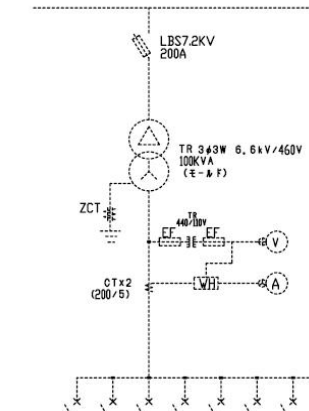 LBS7.2KV
200A
TR 3φ3W 6.6kV/460V
100KVA
(モールド)
ZCT
TR
440/110V
EF
EF
V
CTx2
(200/5)
WH
A